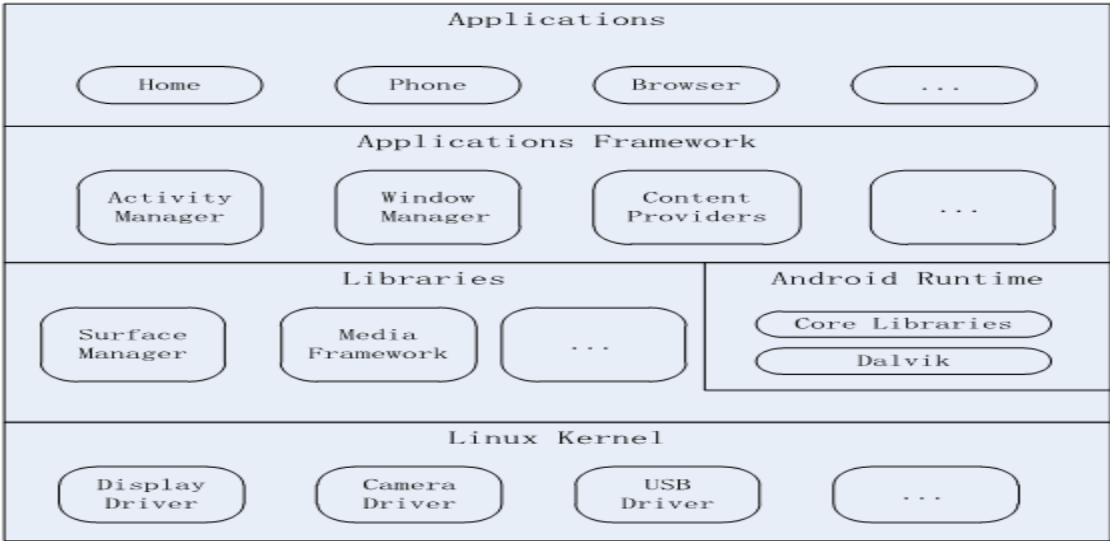 Applications
Home
Phone
Browser
...
Applications Framework
Activity
Manager
Window
Manager
Content
Providers
...
Libraries
Surface
Manager
Media
Framework
...
Android Runtime
Core Libraries
Dalvik
Linux Kernel
Display
Driver
Camera
Driver
USB
Driver
...